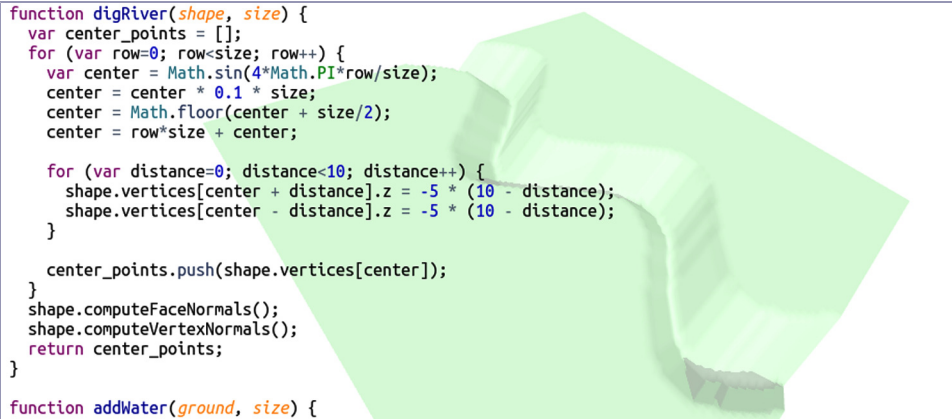 function digRiver(shape, size) {
  var center_points = [];
  for (var row=0; row<size; row++) {
    var center = Math.sin(4*Math.PI*row/size);
    center = center * 0.1 * size;
    center = Math.floor(center + size/2);
    center = row*size + center;

    for (var distance=0; distance<10; distance++) {
      shape.vertices[center + distance].z = -5 * (10 - distance);
      shape.vertices[center - distance].z = -5 * (10 - distance);
    }

    center_points.push(shape.vertices[center]);
  }
  shape.computeFaceNormals();
  shape.computeVertexNormals();
  return center_points;
}

function addWater(ground, size) {